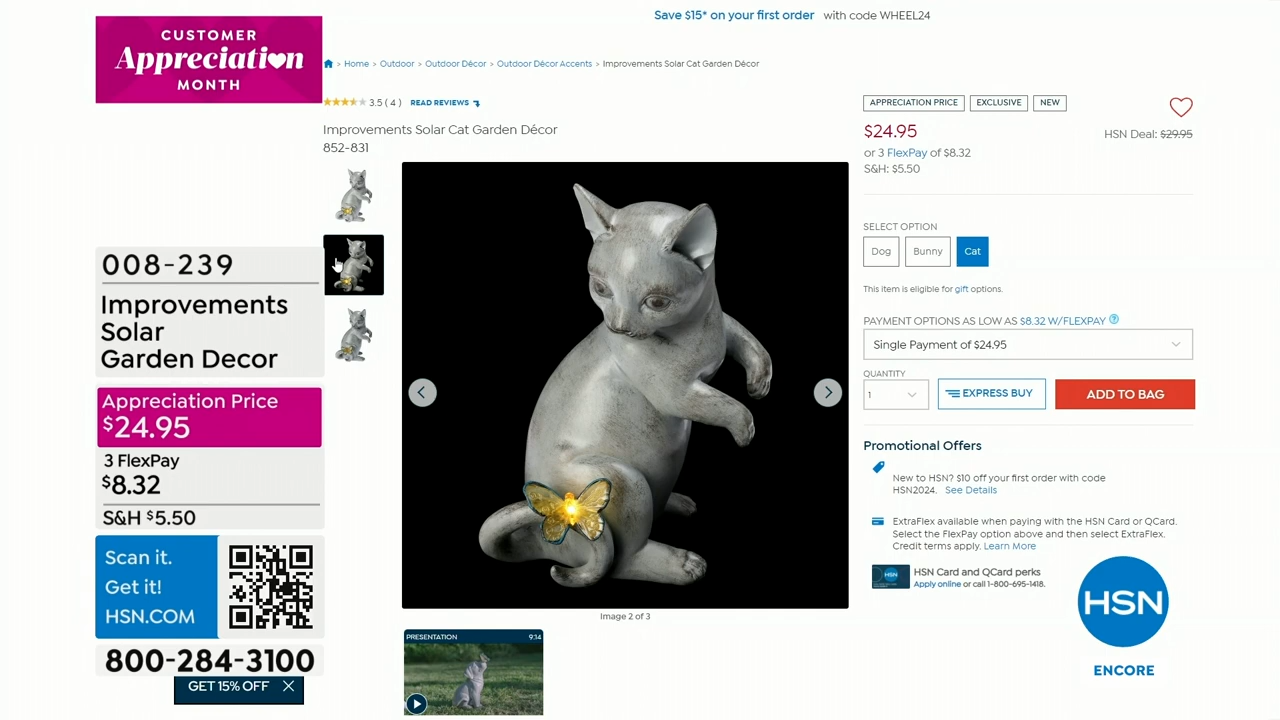 CUSTOMER
Appreciation
MONTH
Save $15* on your first order with code WHEEL24
Home > Outdoor > Outdoor Décor > Outdoor Décor Accents > Improvements Solar Cat Garden Décor
3.5 ( 4 ) READ REVIEWS
Improvements Solar Cat Garden Décor
852-831
APPRECIATION PRICE EXCLUSIVE NEW
$24.95
HSN Deal: $29.95
or 3 FlexPay of $8.32
S&H: $5.50
SELECT OPTION
Dog Bunny Cat
This item is eligible for gift options.
PAYMENT OPTIONS AS LOW AS $8.32 W/FLEXPAY ?
Single Payment of $24.95
QUANTITY
1
EXPRESS BUY
ADD TO BAG
Promotional Offers
New to HSN? $10 off your first order with code
HSN2024. See Details
ExtraFlex available when paying with the HSN Card or QCard.
Select the FlexPay option above and then select ExtraFlex.
Credit terms apply. Learn More
HSN
HSN Card and QCard perks
Apply online or call 1-800-695-1418.
HSN
ENCORE
008-239
Improvements
Solar
Garden Decor
Appreciation Price
$24.95
3 FlexPay
$8.32
S&H $5.50
Scan it.
Get it!
HSN.COM
800-284-3100
GET 15% OFF
Image 2 of 3
PRESENTATION 9:14